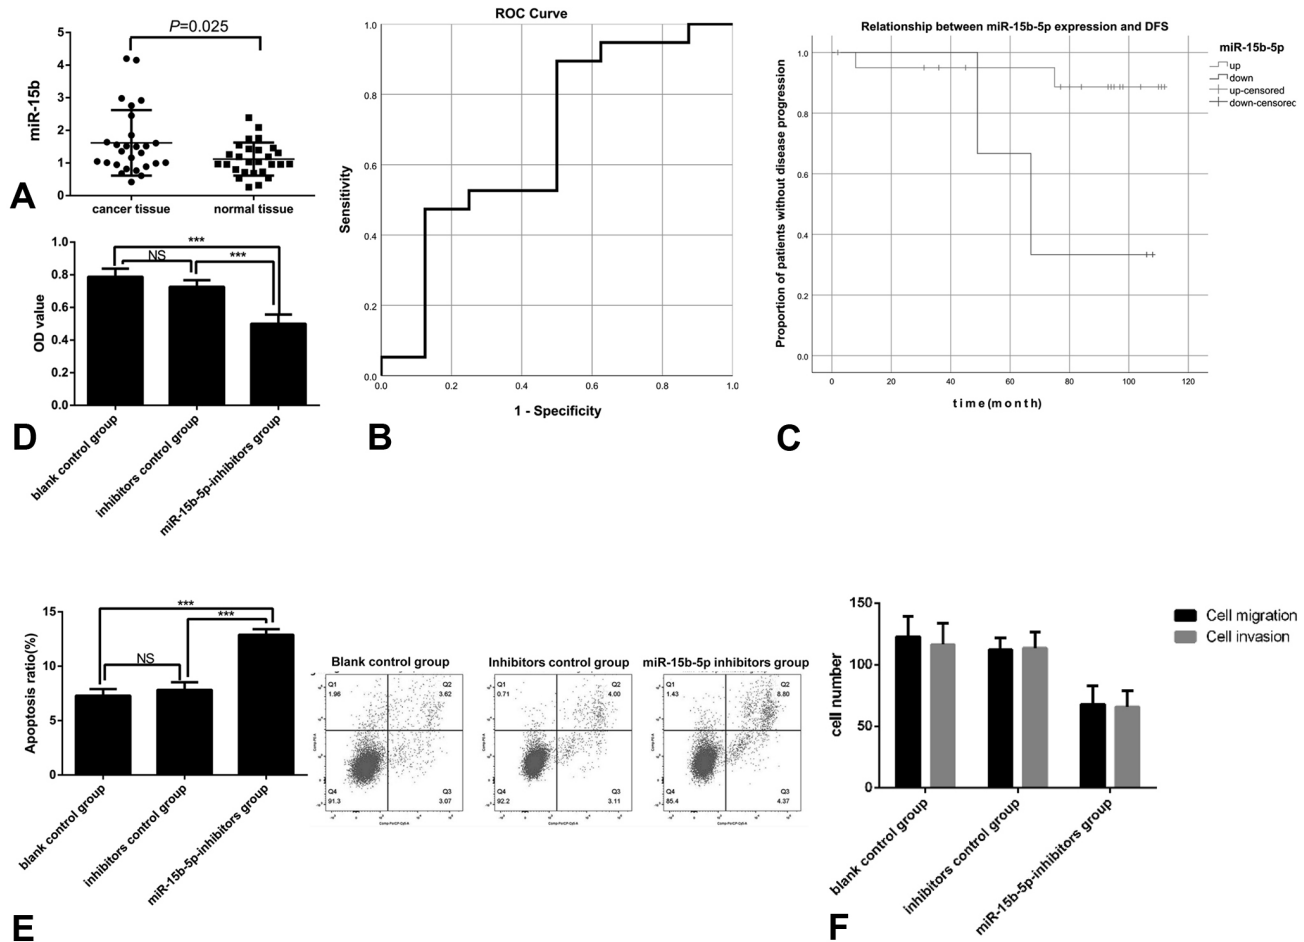 P=0.025
miR-15b
5
4
3
2
1
0
cancer tissue
normal tissue
A
ROC Curve
Sensitivity
1.0
0.8
0.6
0.4
0.2
0.0
0.0
0.2
0.4
0.6
0.8
1.0
1 - Specificity
B
Relationship between miR-15b-5p expression and DFS
Proportion of patients without disease progression
1.0
0.8
0.6
0.4
1.0
0.0
0
20
40
60
80
100
120
time(month)
miR-15b-5p
up
down
up-censored
down-censored
C
***
NS
***
OD value
1.0
0.8
0.6
0.4
0.2
0.0
blank control group
inhibitors control group
miR-15b-5p-inhibitors group
D
***
***
NS
Apoptosis ratio(%)
15
10
5
0
blank control group
inhibitors control group
miR-15b-5p-inhibitors group
Blank control group
Q1
1.98
Q2
3.62
Q4
91.3
Q3
3.07
Inhibitors control group
Q1
0.71
Q2
4.00
Q4
92.2
Q3
3.11
miR-15b-5p inhibitors group
Q1
1.43
Q2
8.80
Q4
85.4
Q3
4.37
E
cell number
150
100
50
0
blank control group
inhibitors control group
miR-15b-5p-inhibitors group
Cell migration
Cell invasion
F